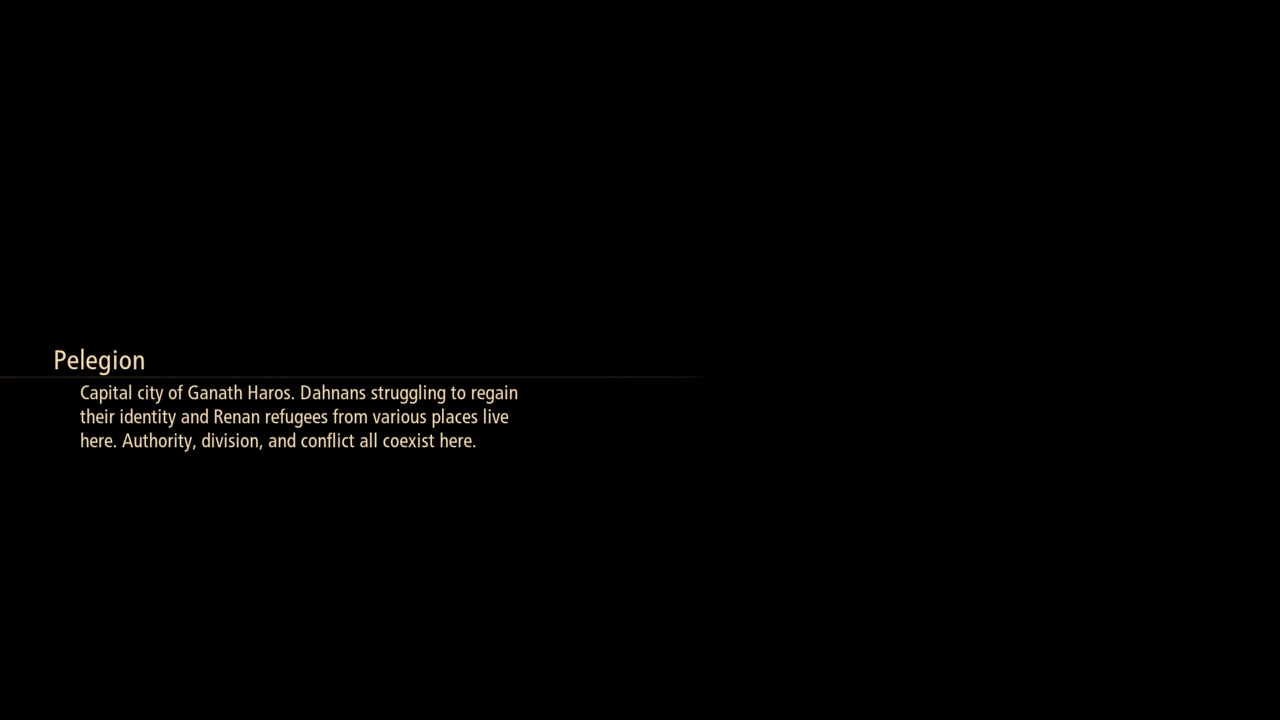 Pelegion
Capital city of Ganath Haros. Dahnans struggling to regain
their identity and Renan refugees from various places live
here. Authority, division, and conflict all coexist here.